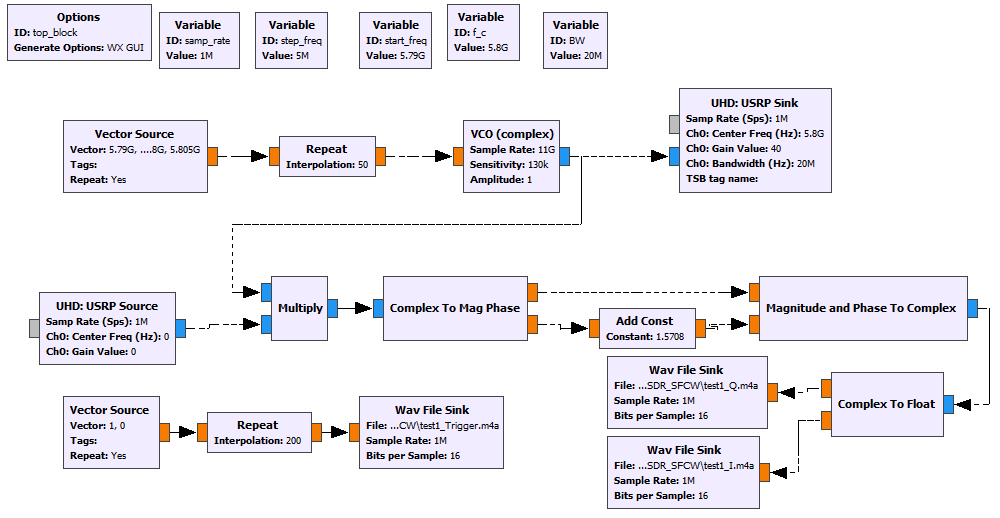 Options
ID: top_block
Generate Options: WX GUI
Variable
ID: samp_rate
Value: 1M
Variable
ID: step_freq
Value: 5M
Variable
ID: start_freq
Value: 5.79G
Variable
ID: f_c
Value: 5.8G
Variable
ID: BW
Value: 20M
Vector Source
Vector: 5.79G, ....8G, 5.805G
Tags:
Repeat: Yes
Repeat
Interpolation: 50
VCO (complex)
Sample Rate: 11G
Sensitivity: 130k
Amplitude: 1
UHD: USRP Sink
Samp Rate (Sps): 1M
Ch0: Center Freq (Hz): 5.8G
Ch0: Gain Value: 40
Ch0: Bandwidth (Hz): 20M
TSB tag name:
UHD: USRP Source
Samp Rate (Sps): 1M
Ch0: Center Freq (Hz): 0
Ch0: Gain Value: 0
Multiply
Complex To Mag Phase
Add Const
Constant: 1.5708
Magnitude and Phase To Complex
Wav File Sink
File: ...SDR_SFCW\test1_Q.m4a
Sample Rate: 1M
Bits per Sample: 16
Complex To Float
Vector Source
Vector: 1, 0
Tags:
Repeat: Yes
Repeat
Interpolation: 200
Wav File Sink
File: ...CW\test1_Trigger.m4a
Sample Rate: 1M
Bits per Sample: 16
Wav File Sink
File: ...SDR_SFCW\test1_I.m4a
Sample Rate: 1M
Bits per Sample: 16